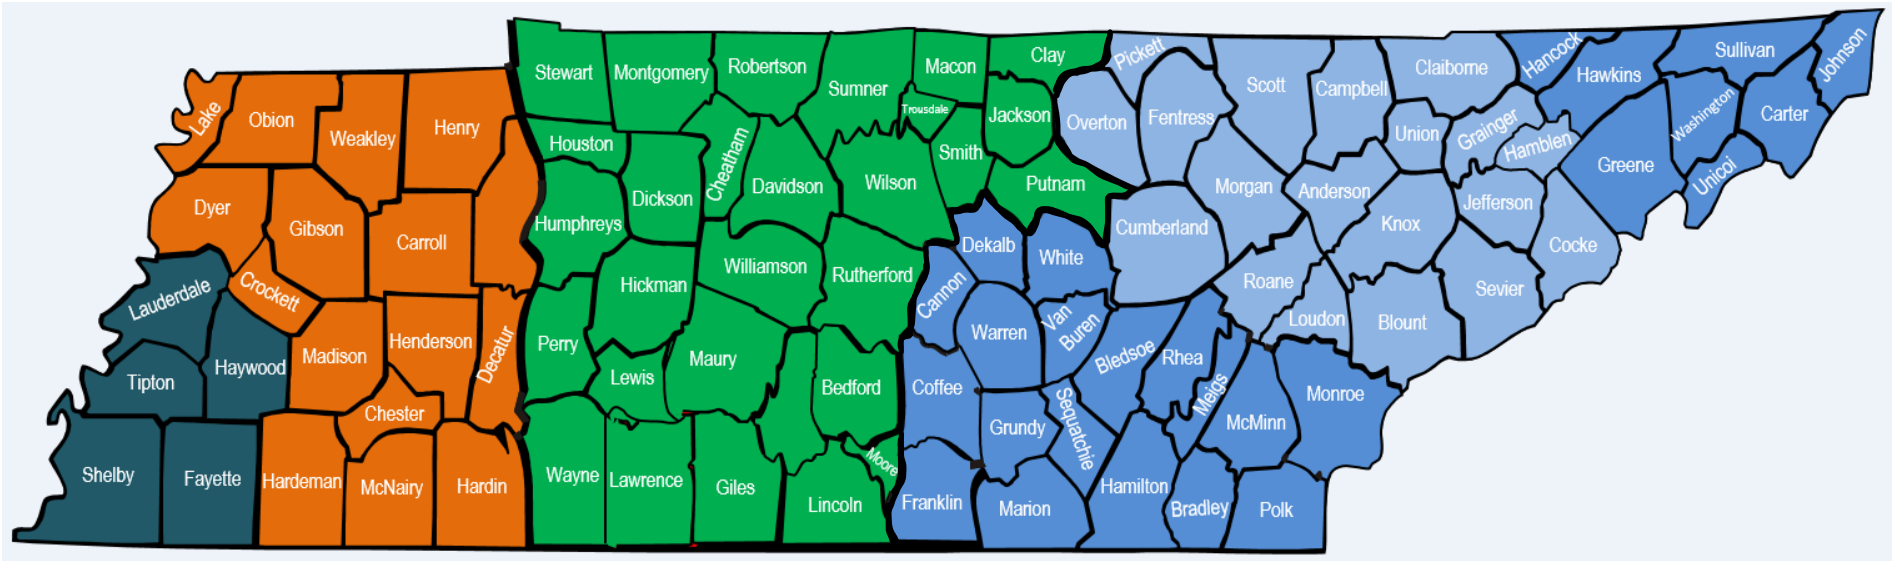 Lake
Obion
Weakley
Henry
Dyer
Gibson
Carroll
Crockett
Lauderdale
Haywood
Tipton
Madison
Henderson
Decatur
Chester
Shelby
Fayette
Hardeman
McNairy
Hardin
Stewart
Montgomery
Robertson
Sumner
Macon
Trousdale
Clay
Jackson
Houston
Dickson
Cheatham
Davidson
Wilson
Smith
Putnam
Humphreys
Hickman
Williamson
Rutherford
Perry
Lewis
Maury
Bedford
Wayne
Lawrence
Giles
Lincoln
Moore
Pickett
Overton
Fentress
Scott
Campbell
Claiborne
Union
Grainger
Hamblen
Morgan
Anderson
Knox
Jefferson
Cocke
Cumberland
Roane
Loudon
Blount
Sevier
Hancock
Hawkins
Sullivan
Johnson
Washington
Carter
Greene
Unicoi
Dekalb
White
Cannon
Warren
Van
Buren
Bledsoe
Rhea
Meigs
McMinn
Monroe
Coffee
Grundy
Sequatchie
Franklin
Marion
Hamilton
Bradley
Polk